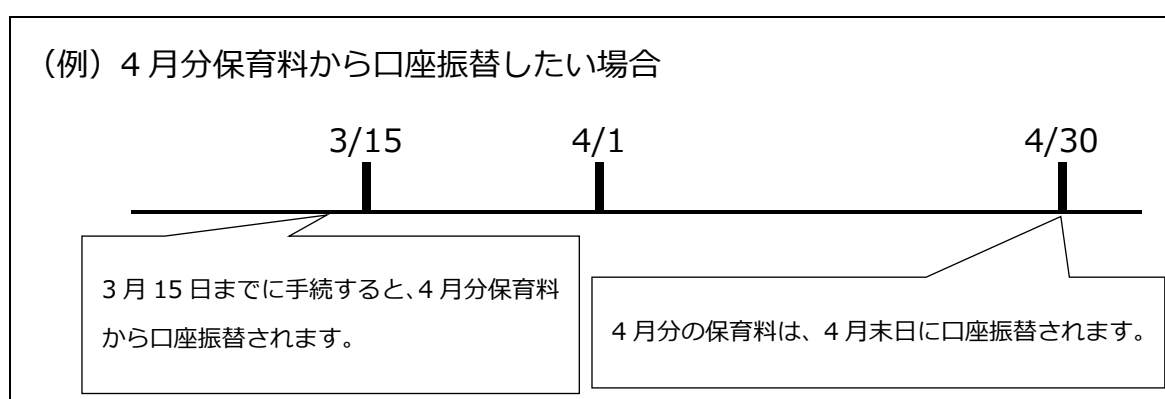 （例）4 月分保育料から口座振替したい場合
3/15 4/1 4/30
3 月 15 日までに手続すると、4 月分保育料
から口座振替されます。
4 月分の保育料は、4 月末日に口座振替されます。